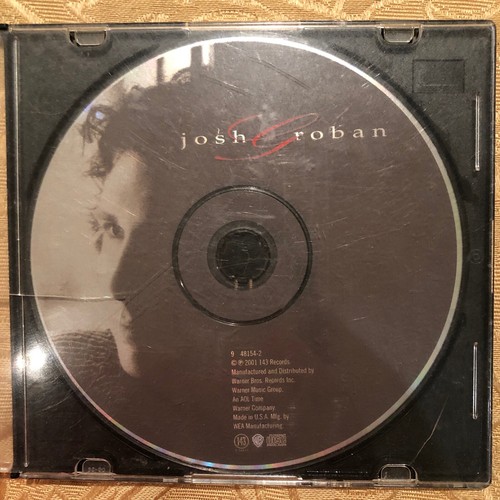 josh Groban
9 48154-2
© ℗ 2001 143 Records.
Manufactured and Distributed by
Warner Bros. Records Inc.
Warner Music Group.
An AOL Time
Warner Company.
Made in U.S.A. Mfg. by
WEA Manufacturing.
143